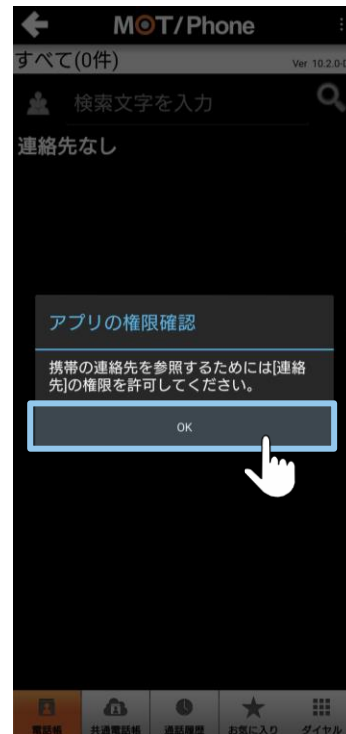 MOT/Phone
すべて(0件)
Ver 10.2.0-0
検索文字を入力
連絡先なし
アプリの権限確認
携帯の連絡先を参照するためには[連絡
先]の権限を許可してください。
OK
電話帳
共通電話帳
通話履歴
お気に入り
ダイヤル